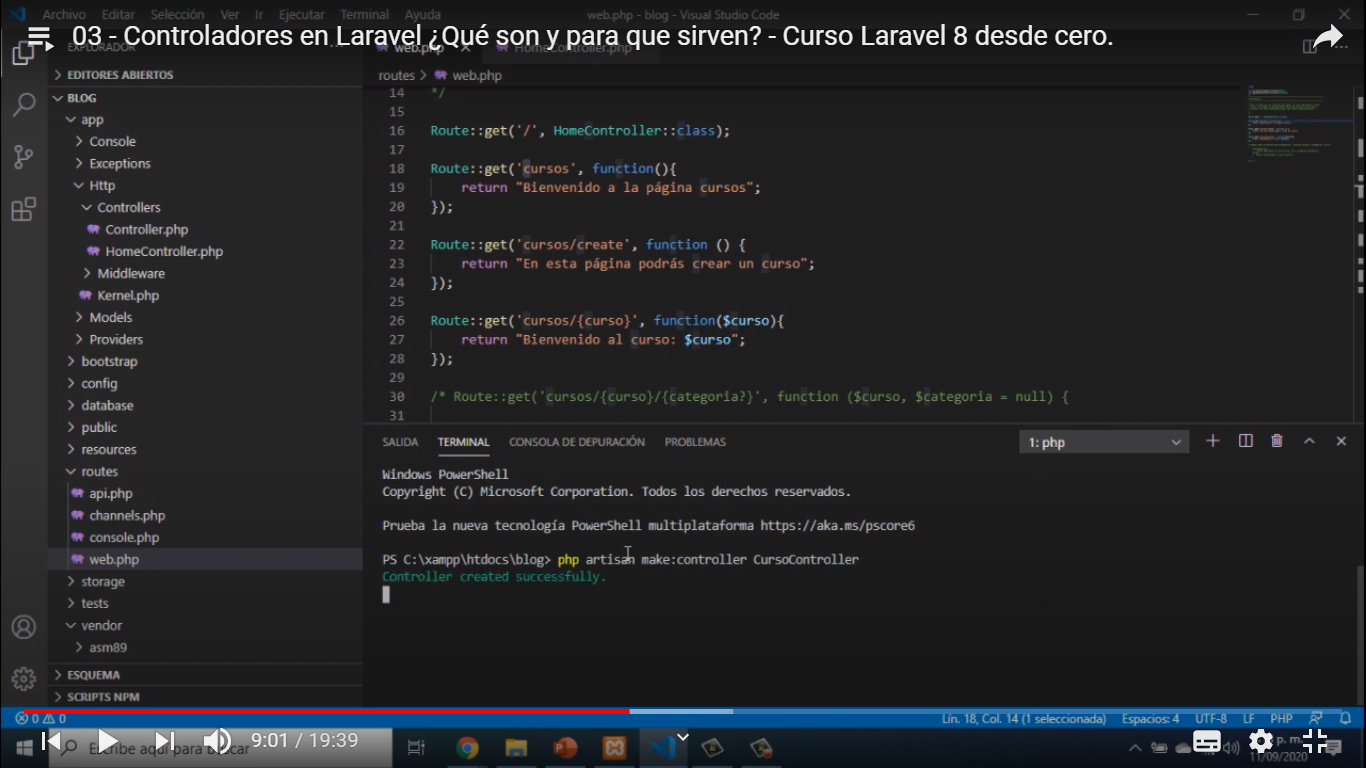 Archivo Editar Selección Ver Ir Ejecutar Terminal Ayuda web.php - blog - Visual Studio Code
03 - Controladores en Laravel ¿Qué son y para que sirven? - Curso Laravel 8 desde cero.
EXPLORADOR
web.php HomeController.php
EDITORES ABIERTOS
BLOG
app
Console
Exceptions
Http
Controllers
Controller.php
HomeController.php
Middleware
Kernel.php
Models
Providers
bootstrap
config
database
public
resources
routes
api.php
channels.php
console.php
web.php
storage
tests
vendor
asm89
ESQUEMA
SCRIPTS NPM
routes > web.php
14 */
15
16 Route::get('/', HomeController::class);
17
18 Route::get('cursos', function(){
19 return "Bienvenido a la página cursos";
20 });
21
22 Route::get('cursos/create', function () {
23 return "En esta página podrás crear un curso";
24 });
25
26 Route::get('cursos/{curso}', function($curso){
27 return "Bienvenido al curso: $curso";
28 });
29
30 /* Route::get('cursos/{curso}/{categoria?}', function ($curso, $categoria = null) {
31
SALIDA TERMINAL CONSOLA DE DEPURACIÓN PROBLEMAS 1: php
Windows PowerShell
Copyright (C) Microsoft Corporation. Todos los derechos reservados.
Prueba la nueva tecnología PowerShell multiplataforma https://aka.ms/pscore6
PS C:\xampp\htdocs\blog> php artisan make:controller CursoController
Controller created successfully.
0 0 Lín. 18, Col. 14 (1 seleccionada) Espacios: 4 UTF-8 LF PHP
Escribe aquí para buscar
9:01 / 19:39
p. m.
11/09/2020